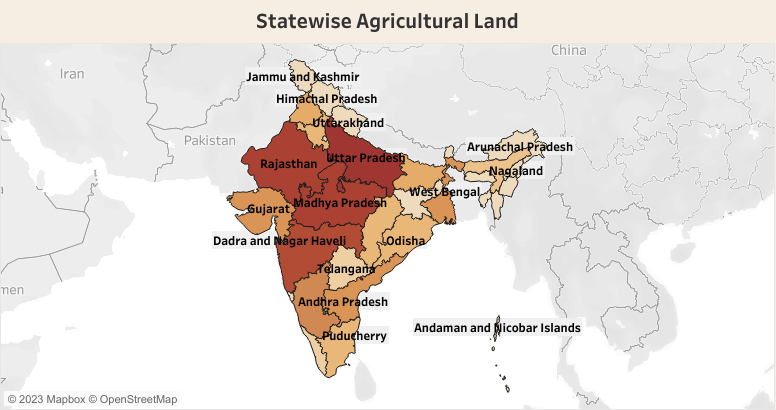 Statewise Agricultural Land
China
Iran
Jammu and Kashmir
Himachal Pradesh
Uttarakhand
Pakistan
Arunachal Pradesh
Uttar Pradesh
Rajasthan
Nagaland
West Bengal
Madhya Pradesh
Gujarat
Dadra and Nagar Haveli
Odisha
Telangana
men
Andhra Pradesh
Andaman and Nicobar Islands
Puducherry
© 2023 Mapbox © OpenStreetMap